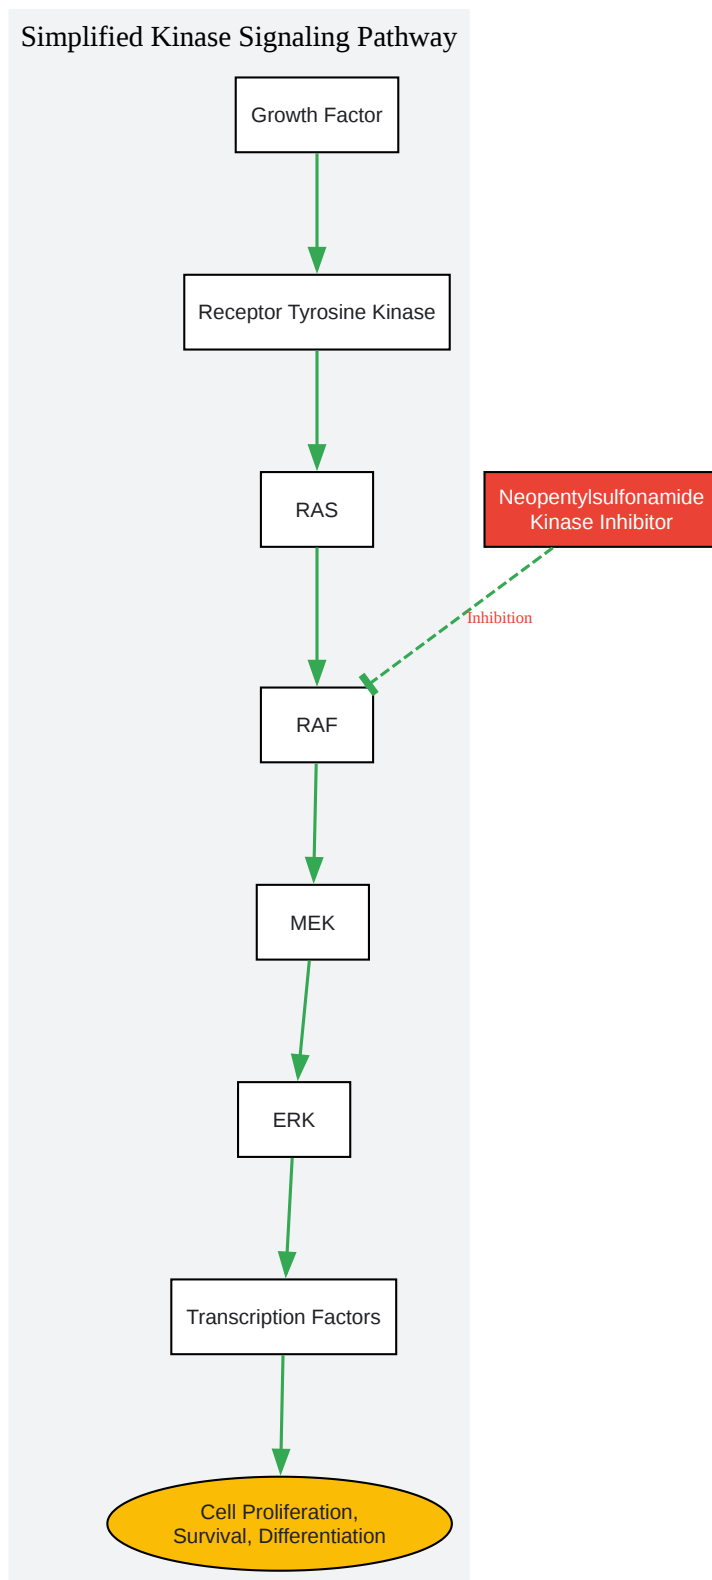 Simplified Kinase Signaling Pathway
Growth Factor
Receptor Tyrosine Kinase
RAS
Neopentylsulfonamide
Kinase Inhibitor
Inhibition
RAF
MEK
ERK
Transcription Factors
Cell Proliferation,
Survival, Differentiation